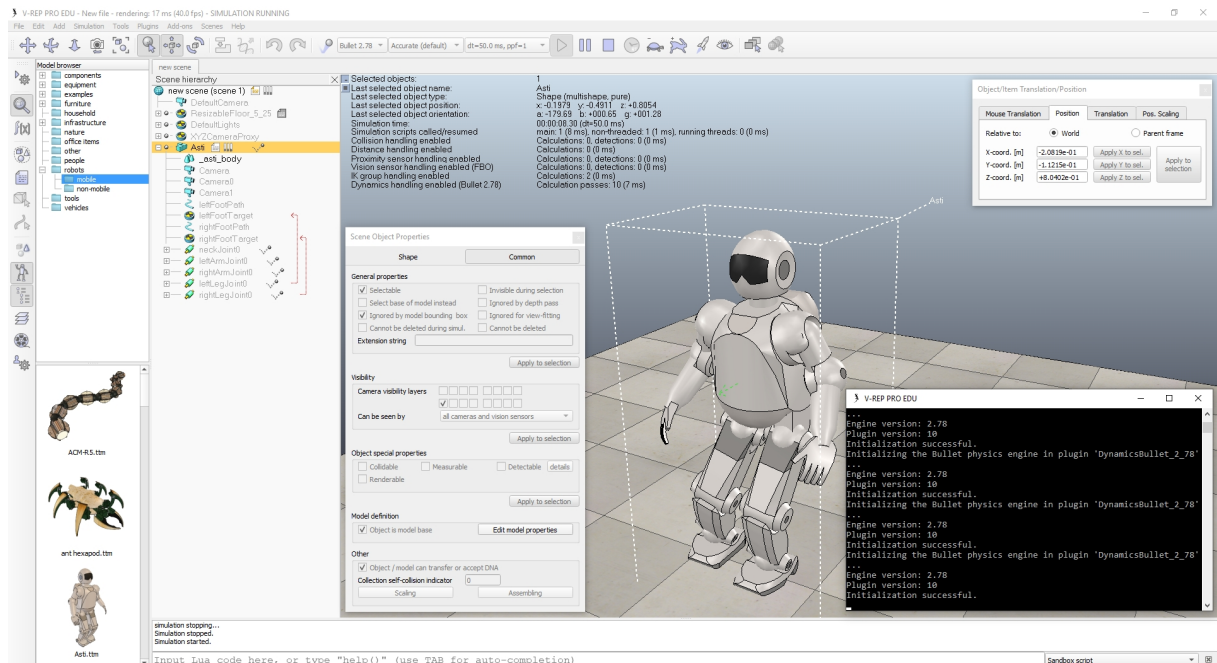 V-REP PRO EDU - New file - rendering: 17 ms (40.0 fps) - SIMULATION RUNNING
File Edit Add Simulation Tools Plugins Add-ons Scenes Help
Bullet 2.78 Accurate (default) dt=50.0 ms, ppf=1
Model browser
components
equipment
examples
furniture
household
infrastructure
nature
office items
other
people
robots
mobile
non-mobile
tools
vehicles
ACM-R5.ttm
ant hexapod.ttm
Asti.ttm
new scene
Scene hierarchy
new scene (scene 1)
DefaultCamera
ResizableFloor_5_25
DefaultLights
XYZCameraProxy
Asti
_asti_body
Camera
Camera0
Camera1
leftFootPath
leftFootTarget
rightFootPath
rightFootTarget
neckJoint0
leftArmJoint0
rightArmJoint0
leftLegJoint0
rightLegJoint0
Selected objects: 1
Last selected object name: Asti
Last selected object type: Shape (multishape, pure)
Last selected object position: x: -0.1979 y: -0.4911 z: +0.8054
Last selected object orientation: a: -179.69 b: +000.65 g: +001.28
Simulation time: 00:00:08.30 (dt=50.0 ms)
Simulation scripts called/resumed main: 1 (8 ms), non-threaded: 1 (1 ms), running threads: 0 (0 ms)
Collision handling enabled Calculations: 0, detections: 0 (0 ms)
Distance handling enabled Calculations: 0 (0 ms)
Proximity sensor handling enabled Calculations: 0, detections: 0 (0 ms)
Vision sensor handling enabled (FBO) Calculations: 0, detections: 0 (0 ms)
IK group handling enabled Calculations: 2 (0 ms)
Dynamics handling enabled (Bullet 2.78) Calculation passes: 10 (7 ms)
Asti
Object/Item Translation/Position
Mouse Translation Position Translation Pos. Scaling
Relative to: World Parent frame
X-coord. [m] -2.0819e-01 Apply X to sel.
Y-coord. [m] -1.1215e-01 Apply Y to sel.
Z-coord. [m] +8.0402e-01 Apply Z to sel.
Apply to
selection
Scene Object Properties
Shape Common
General properties
Selectable Invisible during selection
Select base of model instead Ignored by depth pass
Ignored by model bounding box Ignored for view-fitting
Cannot be deleted during simul. Cannot be deleted
Extension string
Apply to selection
Visibility
Camera visibility layers
Can be seen by all cameras and vision sensors
Apply to selection
Object special properties
Collidable Measurable Detectable details
Renderable
Apply to selection
Model definition
Object is model base Edit model properties
Other
Object / model can transfer or accept DNA
Collection self-collision indicator 0
Scaling Assembling
V-REP PRO EDU
...
Engine version: 2.78
Plugin version: 10
Initialization successful.
Initializing the Bullet physics engine in plugin 'DynamicsBullet_2_78'
...
Engine version: 2.78
Plugin version: 10
Initialization successful.
Initializing the Bullet physics engine in plugin 'DynamicsBullet_2_78'
...
Engine version: 2.78
Plugin version: 10
Initialization successful.
Initializing the Bullet physics engine in plugin 'DynamicsBullet_2_78'
...
Engine version: 2.78
Plugin version: 10
Initialization successful.
simulation stopping...
Simulation stopped.
Simulation started.
Input Lua code here, or type "help()" (use TAB for auto-completion)
Sandbox script